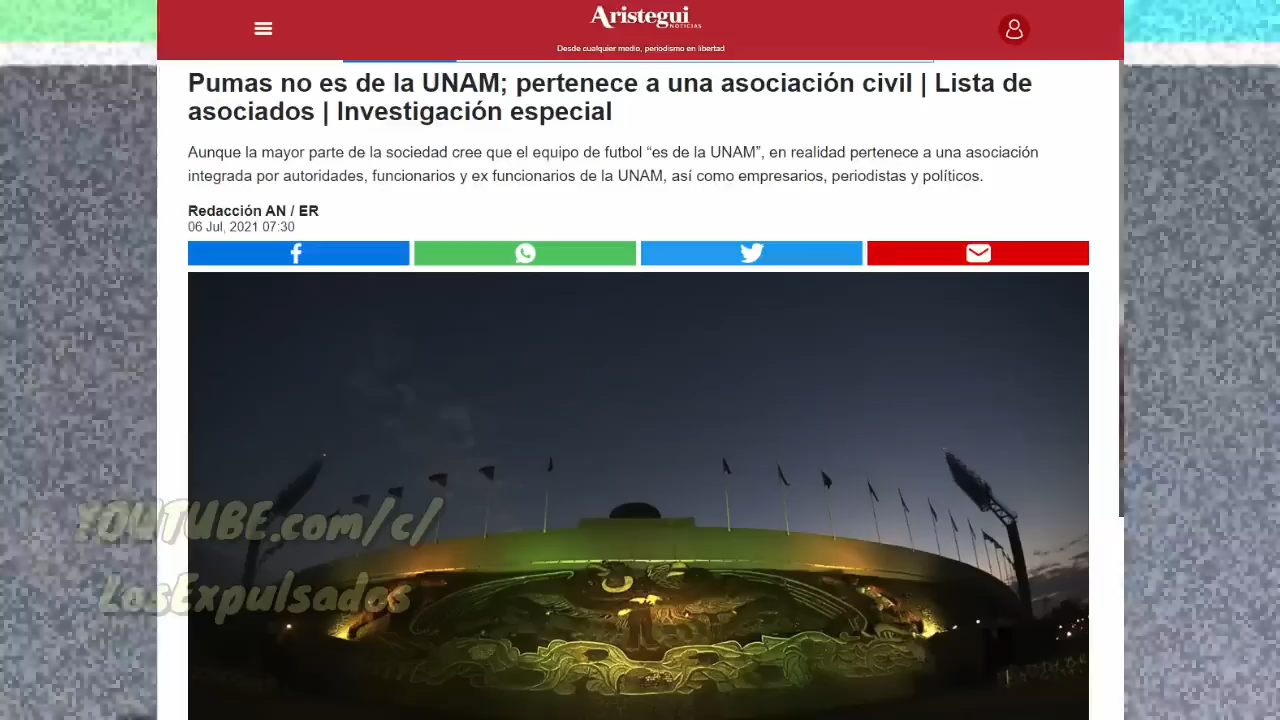 Aristegui
NOTICIAS
Desde cualquier medio, periodismo en libertad
Pumas no es de la UNAM; pertenece a una asociación civil | Lista de
asociados | Investigación especial
Aunque la mayor parte de la sociedad cree que el equipo de futbol “es de la UNAM”, en realidad pertenece a una asociación
integrada por autoridades, funcionarios y ex funcionarios de la UNAM, así como empresarios, periodistas y políticos.
Redacción AN / ER
06 Jul, 2021 07:30
YOUTUBE.com/c/
LosExpulsados